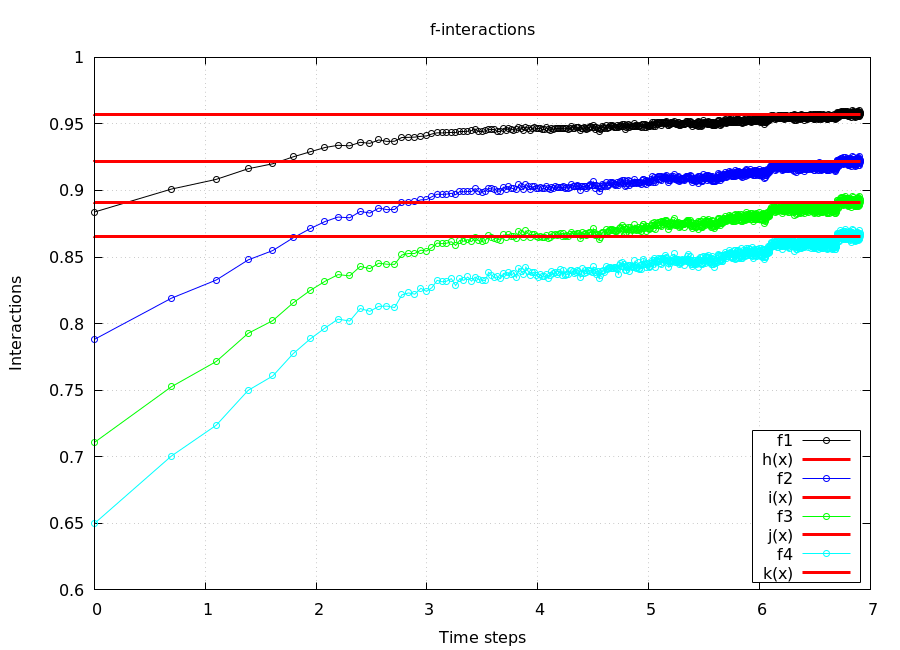 f-interactions
1
0.95
0.9
0.85
0.8
0.75
0.7
0.65
0.6
Interactions
0 1 2 3 4 5 6 7
Time steps
f1
h(x)
f2
i(x)
f3
j(x)
f4
k(x)